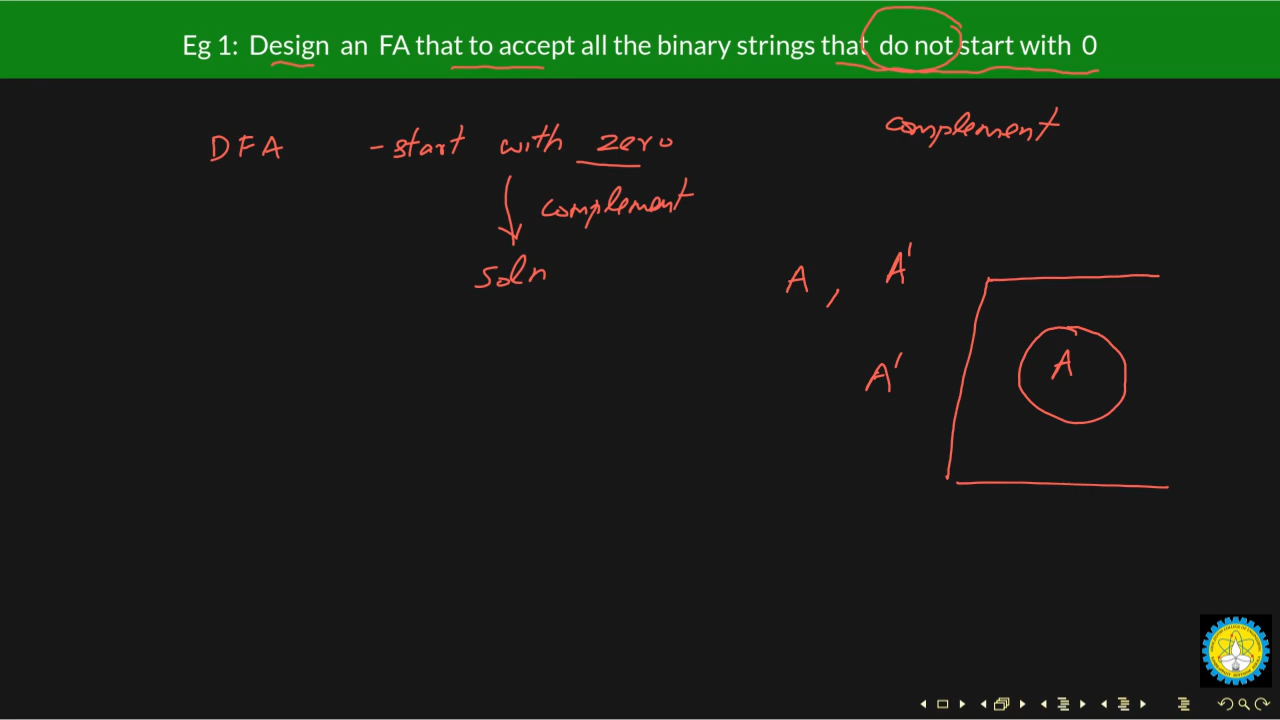 Eg 1: Design an FA that to accept all the binary strings that do not start with 0
complement
DFA - start with zero
complement
soln
A , A'
A'
A